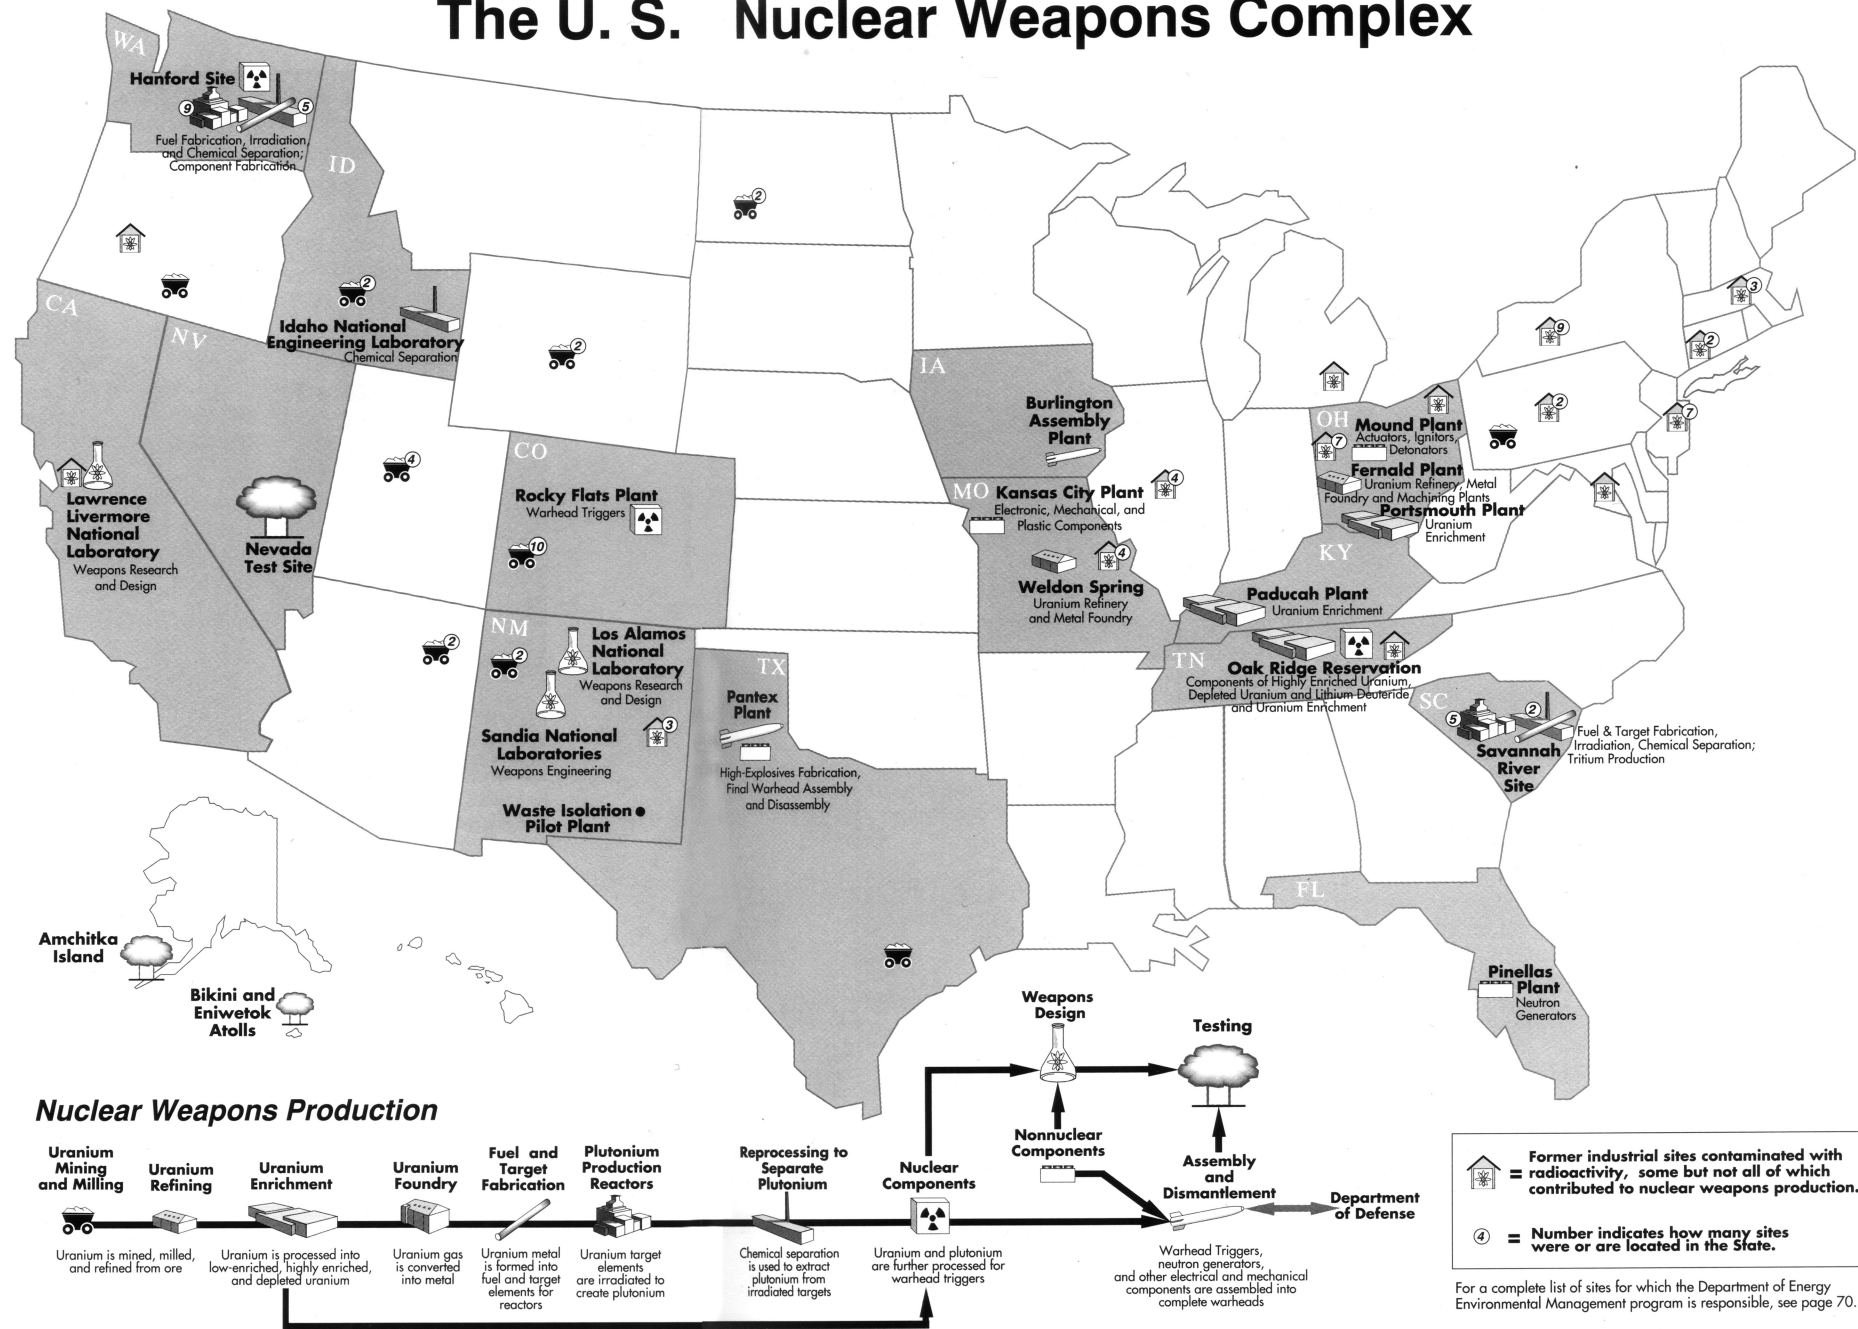 The U. S. Nuclear Weapons Complex
WA
Hanford Site
9
5
Fuel Fabrication, Irradiation,
and Chemical Separation;
Component Fabrication
ID
2
Idaho National
Engineering Laboratory
Chemical Separation
2
2
CA
NV
Lawrence
Livermore
National
Laboratory
Weapons Research
and Design
Nevada
Test Site
4
CO
Rocky Flats Plant
Warhead Triggers
10
2
NM
2
Los Alamos
National
Laboratory
Weapons Research
and Design
Sandia National
Laboratories
Weapons Engineering
3
Waste Isolation
Pilot Plant
TX
Pantex
Plant
High-Explosives Fabrication,
Final Warhead Assembly
and Disassembly
IA
Burlington
Assembly
Plant
MO
Kansas City Plant
Electronic, Mechanical, and
Plastic Components
4
4
Weldon Spring
Uranium Refinery
and Metal Foundry
OH
7
Mound Plant
Actuators, Ignitors,
Detonators
Fernald Plant
Uranium Refinery, Metal
Foundry and Machining Plants
Portsmouth Plant
Uranium
Enrichment
KY
Paducah Plant
Uranium Enrichment
TN
Oak Ridge Reservation
Components of Highly Enriched Uranium,
Depleted Uranium and Lithium Deuteride
and Uranium Enrichment
SC
5
2
Savannah
River
Site
Fuel & Target Fabrication,
Irradiation, Chemical Separation;
Tritium Production
9
3
2
2
7
FL
Pinellas
Plant
Neutron
Generators
Amchitka
Island
Bikini and
Eniwetok
Atolls
Nuclear Weapons Production
Uranium
Mining
and Milling
Uranium is mined, milled,
and refined from ore
Uranium
Refining
Uranium
Enrichment
Uranium is processed into
low-enriched, highly enriched,
and depleted uranium
Uranium
Foundry
Uranium gas
is converted
into metal
Fuel and
Target
Fabrication
Uranium metal
is formed into
fuel and target
elements for
reactors
Plutonium
Production
Reactors
Uranium target
elements
are irradiated to
create plutonium
Reprocessing to
Separate
Plutonium
Chemical separation
is used to extract
plutonium from
irradiated targets
Nuclear
Components
Uranium and plutonium
are further processed for
warhead triggers
Weapons
Design
Nonnuclear
Components
Testing
Assembly
and
Dismantlement
Warhead Triggers,
neutron generators,
and other electrical and mechanical
components are assembled into
complete warheads
Department
of Defense
Former industrial sites contaminated with
= radioactivity, some but not all of which
contributed to nuclear weapons production.
4 = Number indicates how many sites
were or are located in the State.
For a complete list of sites for which the Department of Energy
Environmental Management program is responsible, see page 70.